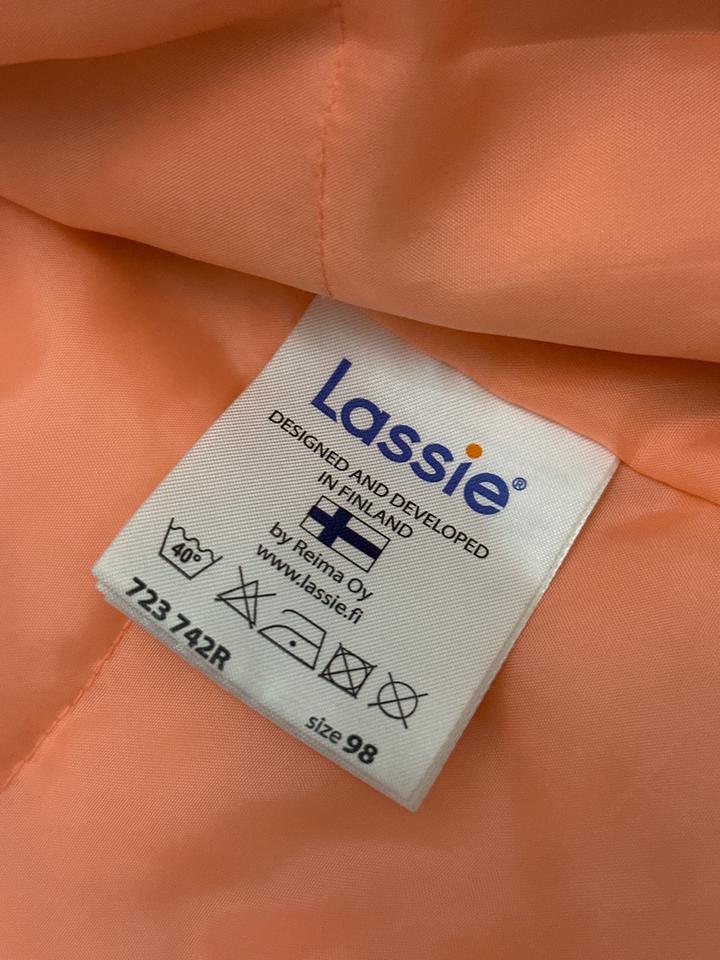 Lassie®
DESIGNED AND DEVELOPED
IN FINLAND
by Reima Oy
www.lassie.fi
40°
723 742R
size 98